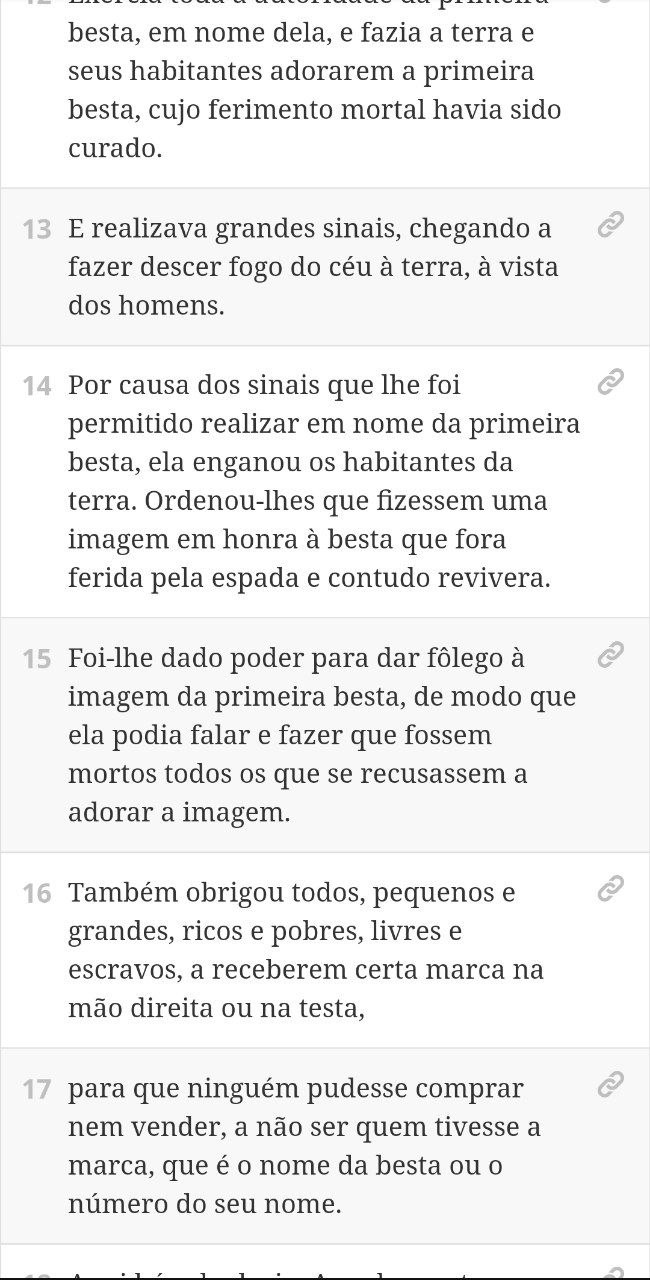 12 Exercia toda a autoridade da primeira
besta, em nome dela, e fazia a terra e
seus habitantes adorarem a primeira
besta, cujo ferimento mortal havia sido
curado.
13 E realizava grandes sinais, chegando a
fazer descer fogo do céu à terra, à vista
dos homens.
14 Por causa dos sinais que lhe foi
permitido realizar em nome da primeira
besta, ela enganou os habitantes da
terra. Ordenou-lhes que fizessem uma
imagem em honra à besta que fora
ferida pela espada e contudo revivera.
15 Foi-lhe dado poder para dar fôlego à
imagem da primeira besta, de modo que
ela podia falar e fazer que fossem
mortos todos os que se recusassem a
adorar a imagem.
16 Também obrigou todos, pequenos e
grandes, ricos e pobres, livres e
escravos, a receberem certa marca na
mão direita ou na testa,
17 para que ninguém pudesse comprar
nem vender, a não ser quem tivesse a
marca, que é o nome da besta ou o
número do seu nome.